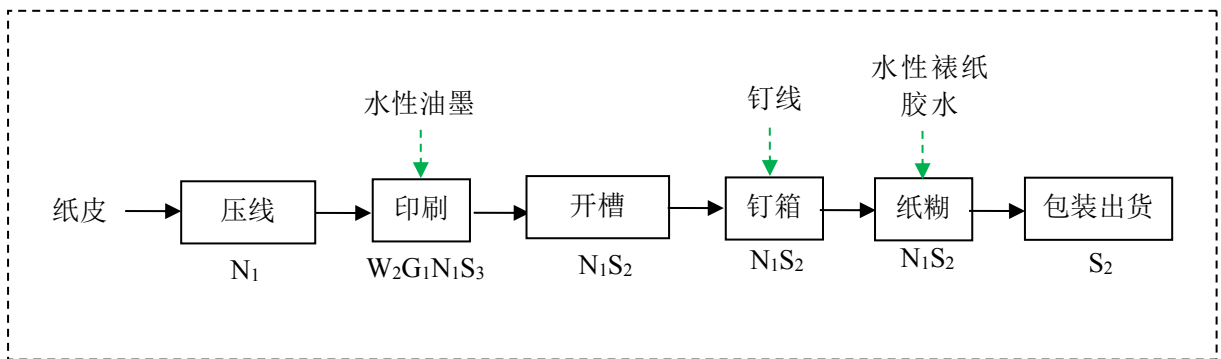 水性油墨
钉线
水性裱纸
胶水
纸皮
压线
印刷
开槽
钉箱
纸糊
包装出货
N₁
W₂G₁N₁S₃
N₁S₂
N₁S₂
N₁S₂
S₂